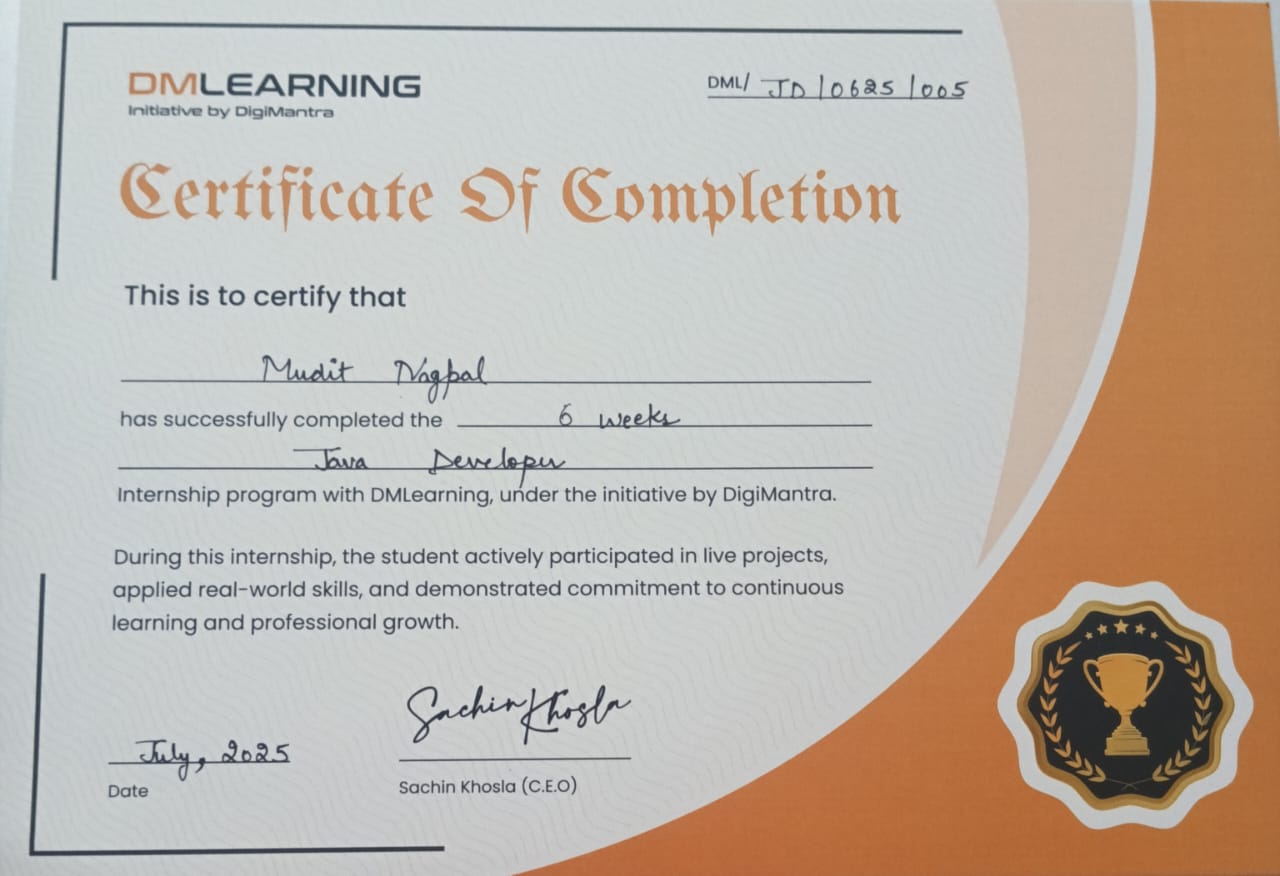 DMLEARNING
Initiative by DigiMantra
DML/ JD/0625/005
Certificate Of Completion
This is to certify that
Mudit Nagpal
has successfully completed the 6 weeks
Java Developer
Internship program with DMLearning, under the initiative by DigiMantra.
During this internship, the student actively participated in live projects,
applied real-world skills, and demonstrated commitment to continuous
learning and professional growth.
Sachin Khosla
July, 2025
Date
Sachin Khosla (C.E.O)